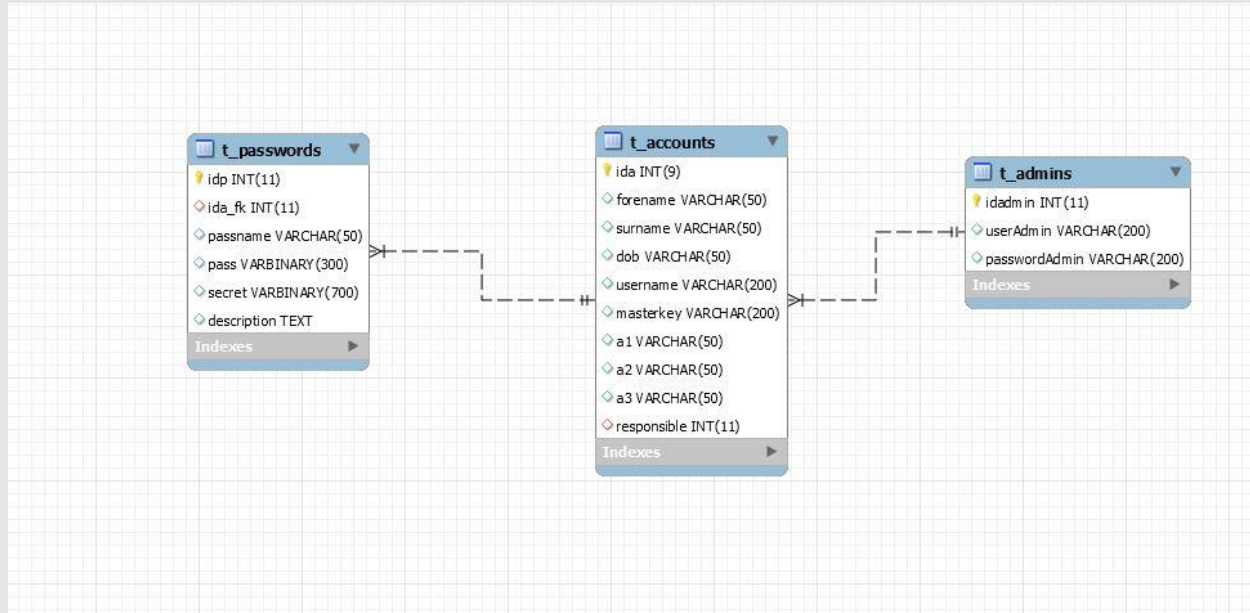 t_passwords
idp INT(11)
ida_fk INT(11)
passname VARCHAR(50)
pass VARBINARY(300)
secret VARBINARY(700)
description TEXT
Indexes
t_accounts
ida INT(9)
forename VARCHAR(50)
surname VARCHAR(50)
dob VARCHAR(50)
username VARCHAR(200)
masterkey VARCHAR(200)
a1 VARCHAR(50)
a2 VARCHAR(50)
a3 VARCHAR(50)
responsible INT(11)
Indexes
t_admins
idadmin INT(11)
userAdmin VARCHAR(200)
passwordAdmin VARCHAR(200)
Indexes